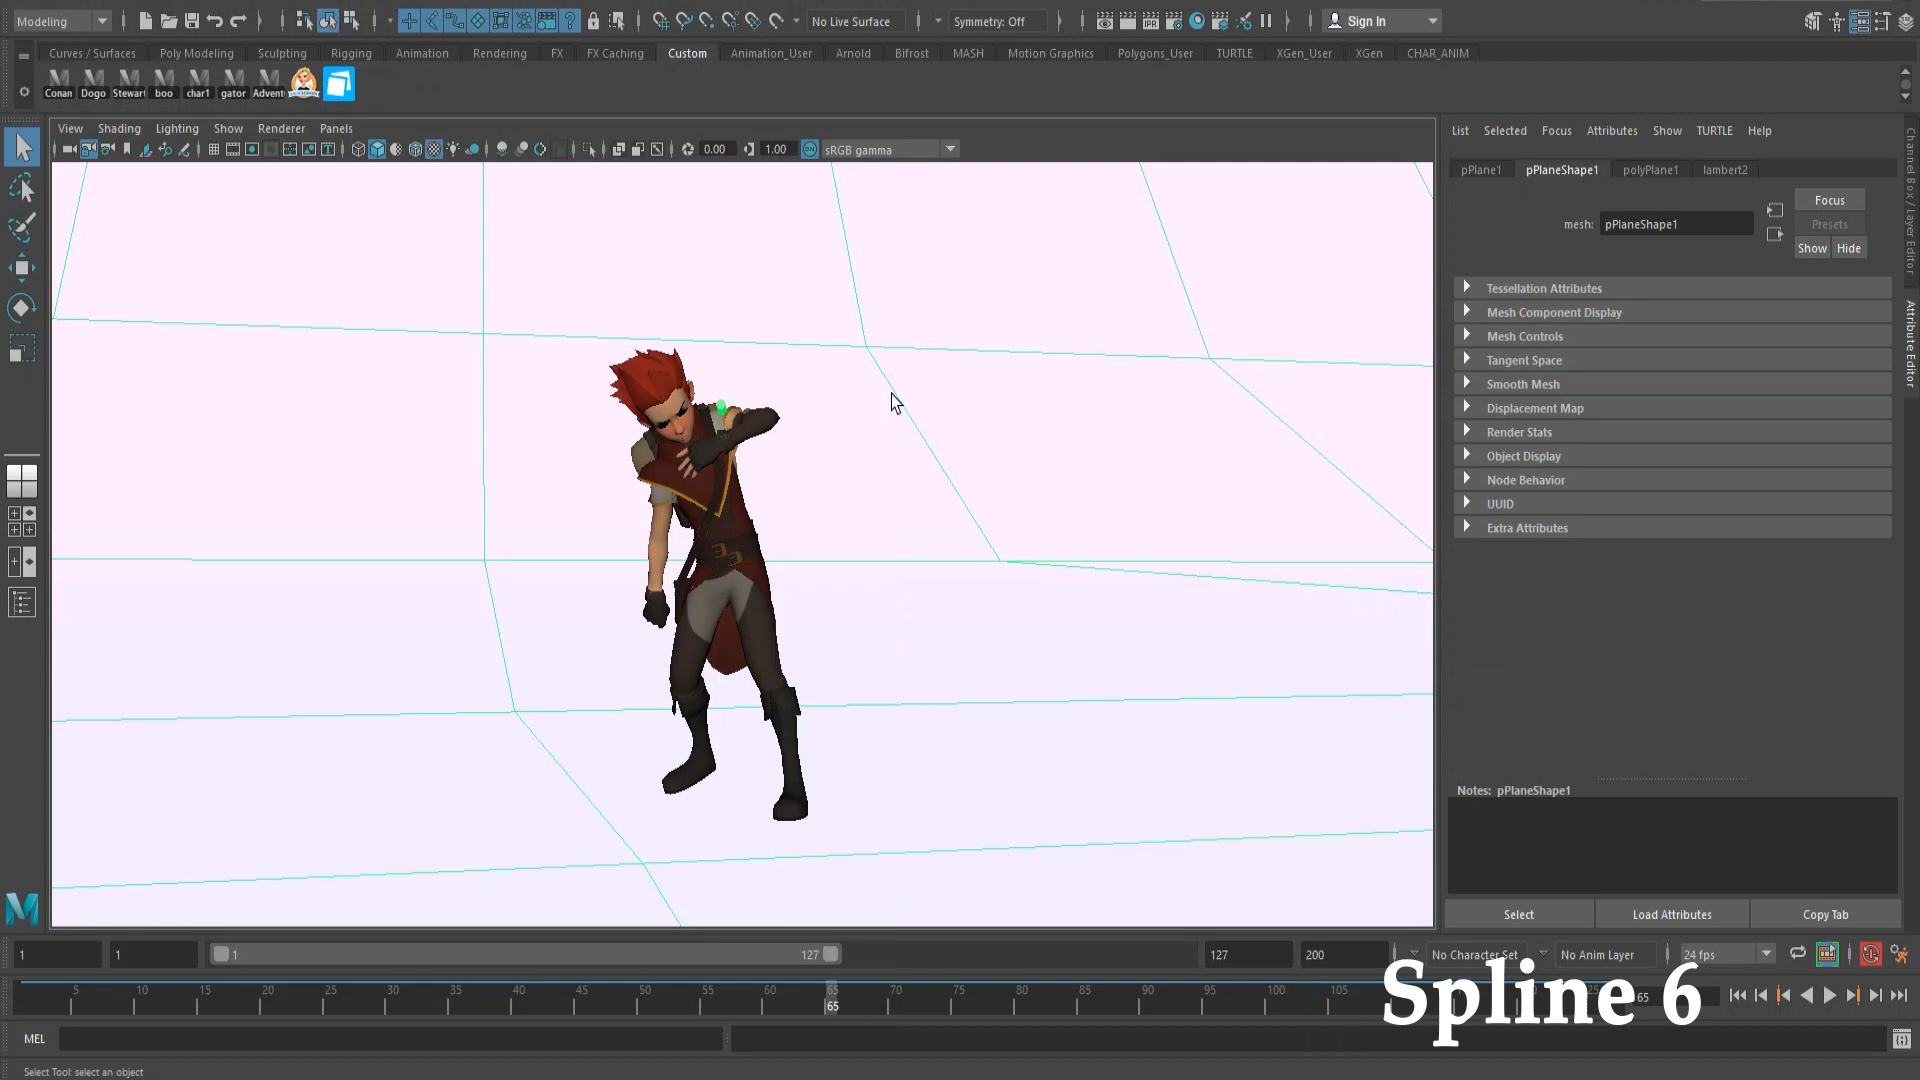 Modeling
No Live Surface
Symmetry: Off
Sign In
Curves / Surfaces
Poly Modeling
Sculpting
Rigging
Animation
Rendering
FX
FX Caching
Custom
Animation_User
Arnold
Bifrost
MASH
Motion Graphics
Polygons_User
TURTLE
XGen_User
XGen
CHAR_ANIM
Conan
Dogo
Stewart
boo
char1
gator
Advent
View
Shading
Lighting
Show
Renderer
Panels
0.00
1.00
sRGB gamma
List
Selected
Focus
Attributes
Show
TURTLE
Help
pPlane1
pPlaneShape1
polyPlane1
lambert2
mesh: pPlaneShape1
Focus
Presets
Show
Hide
Tessellation Attributes
Mesh Component Display
Mesh Controls
Tangent Space
Smooth Mesh
Displacement Map
Render Stats
Object Display
Node Behavior
UUID
Extra Attributes
Notes: pPlaneShape1
Select
Load Attributes
Copy Tab
Channel Box / Layer Editor
Attribute Editor
1
1
1
127
127
200
No Character Set
No Anim Layer
24 fps
5 10 15 20 25 30 35 40 45 50 55 60 65 70 75 80 85 90 95 100 105
65
65
Spline 6
MEL
Select Tool: select an object